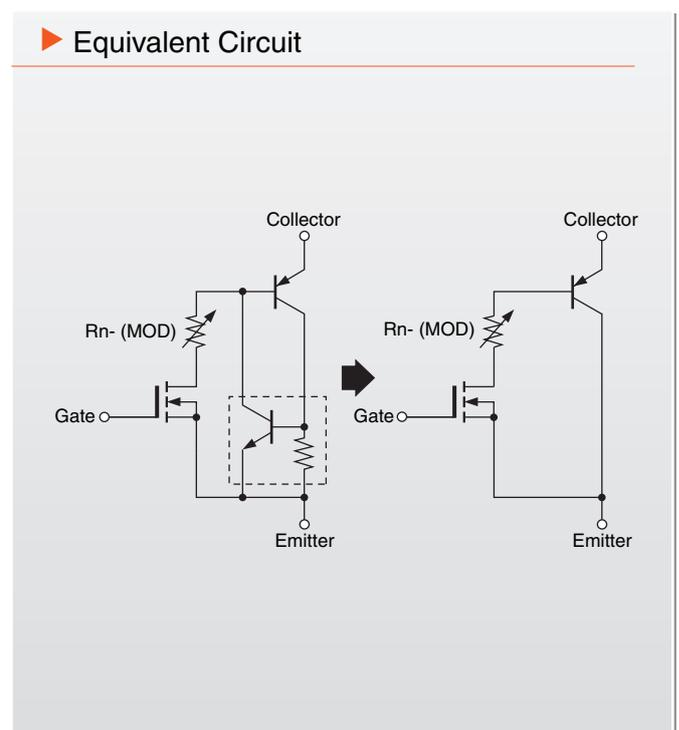 Equivalent Circuit
Collector
Collector
Rn- (MOD)
Rn- (MOD)
Gate
Gate
Emitter
Emitter